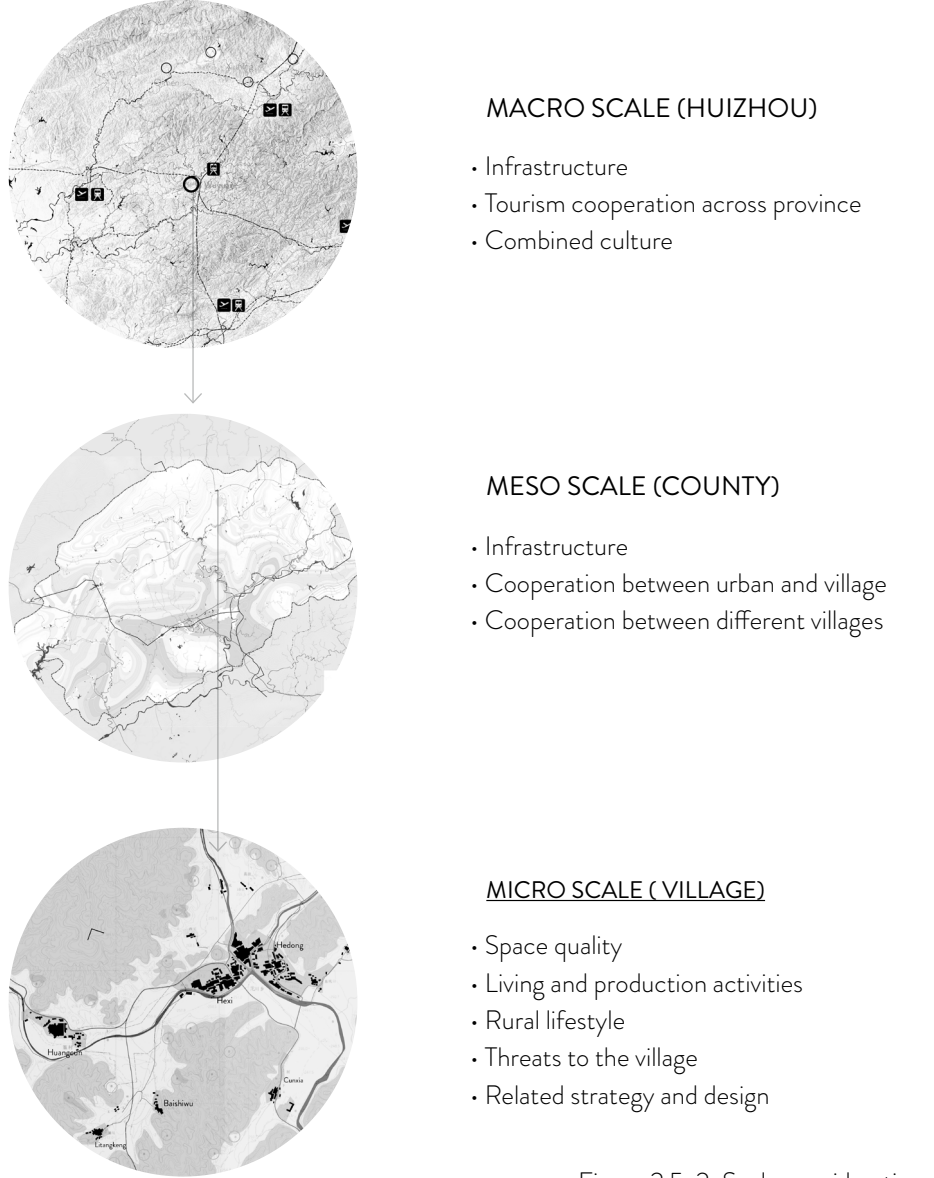 MACRO SCALE (HUIZHOU)
• Infrastructure
• Tourism cooperation across province
• Combined culture
MESO SCALE (COUNTY)
• Infrastructure
• Cooperation between urban and village
• Cooperation between different villages
MICRO SCALE ( VILLAGE)
• Space quality
• Living and production activities
• Rural lifestyle
• Threats to the village
• Related strategy and design
Hedong
Hexi
Huangcun
Cunxia
Baishiwu
Litangkeng